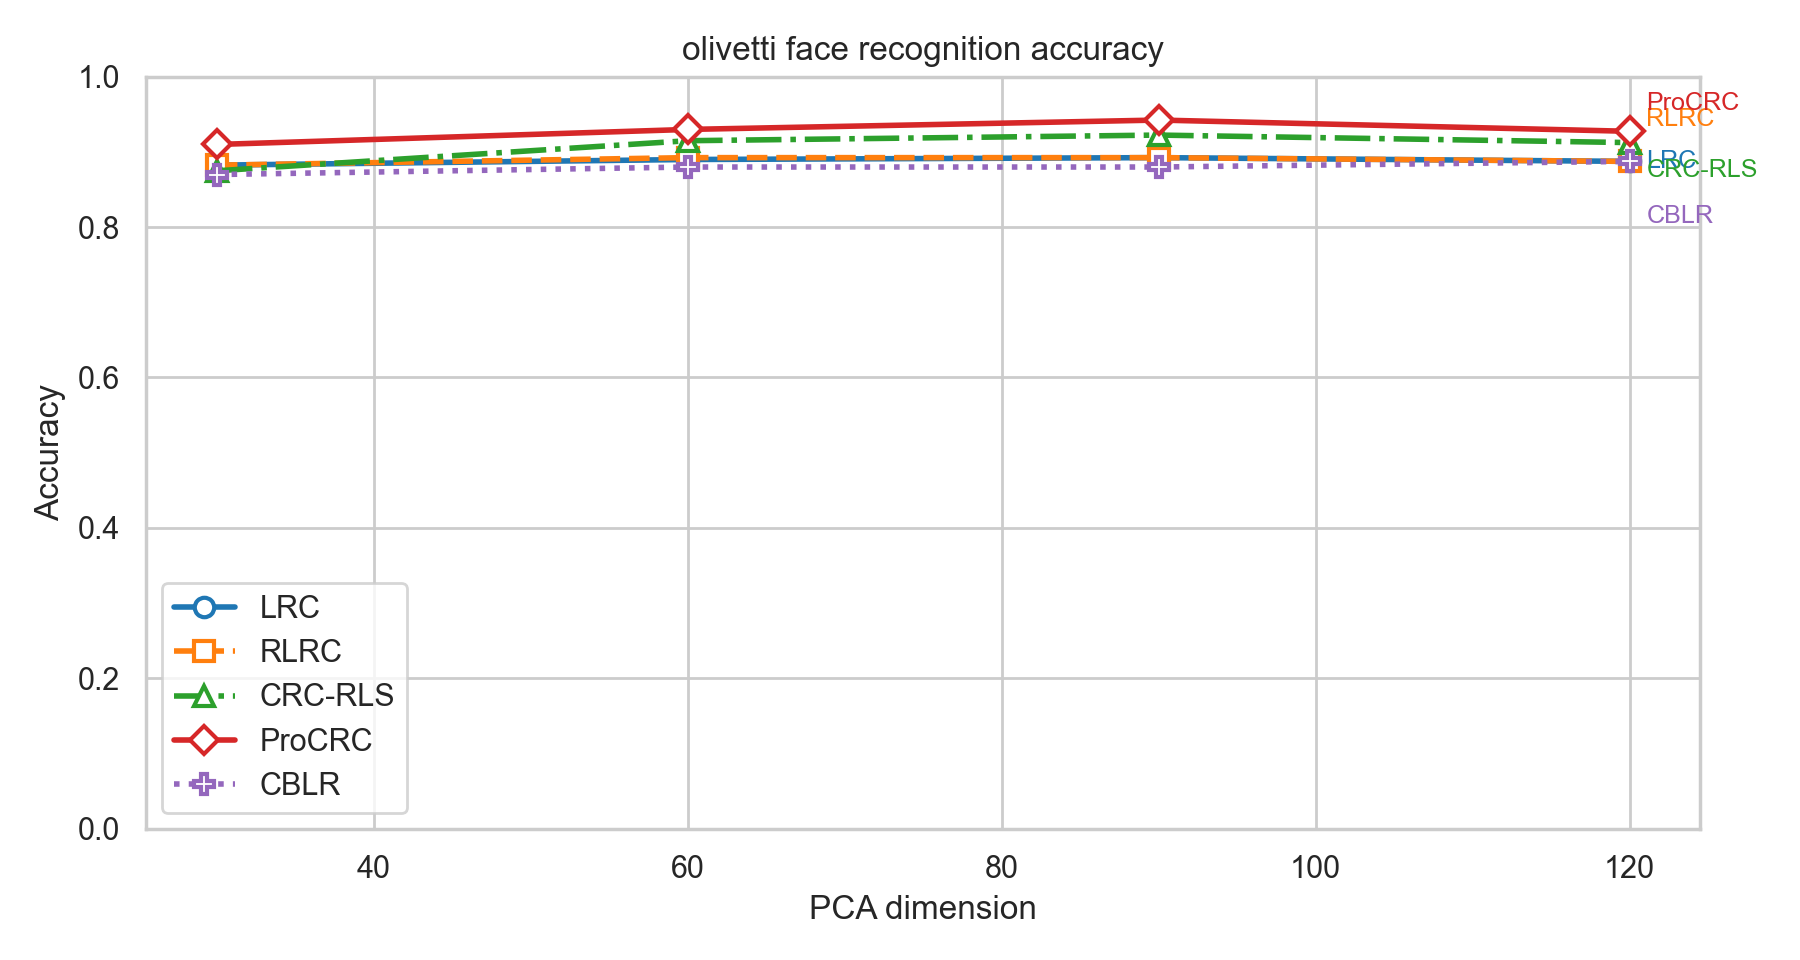 olivetti face recognition accuracy
1.0
0.8
0.6
0.4
0.2
0.0
Accuracy
ProCRC
RLRC
LRC
CRC-RLS
CBLR
LRC
RLRC
CRC-RLS
ProCRC
CBLR
40
60
80
100
120
PCA dimension